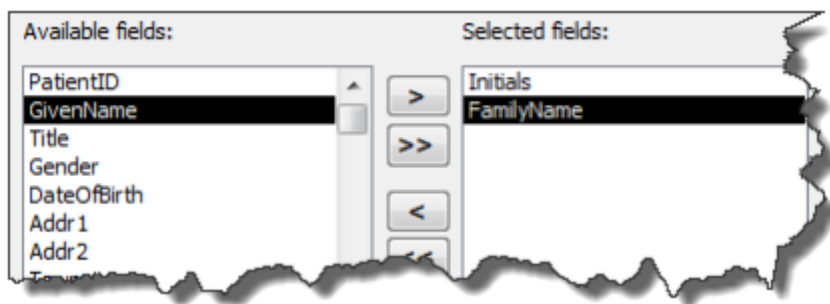 Available fields:
Selected fields:
PatientID
GivenName
Title
Gender
DateOfBirth
Addr1
Addr2
>
>>
<
<<
Initials
FamilyName